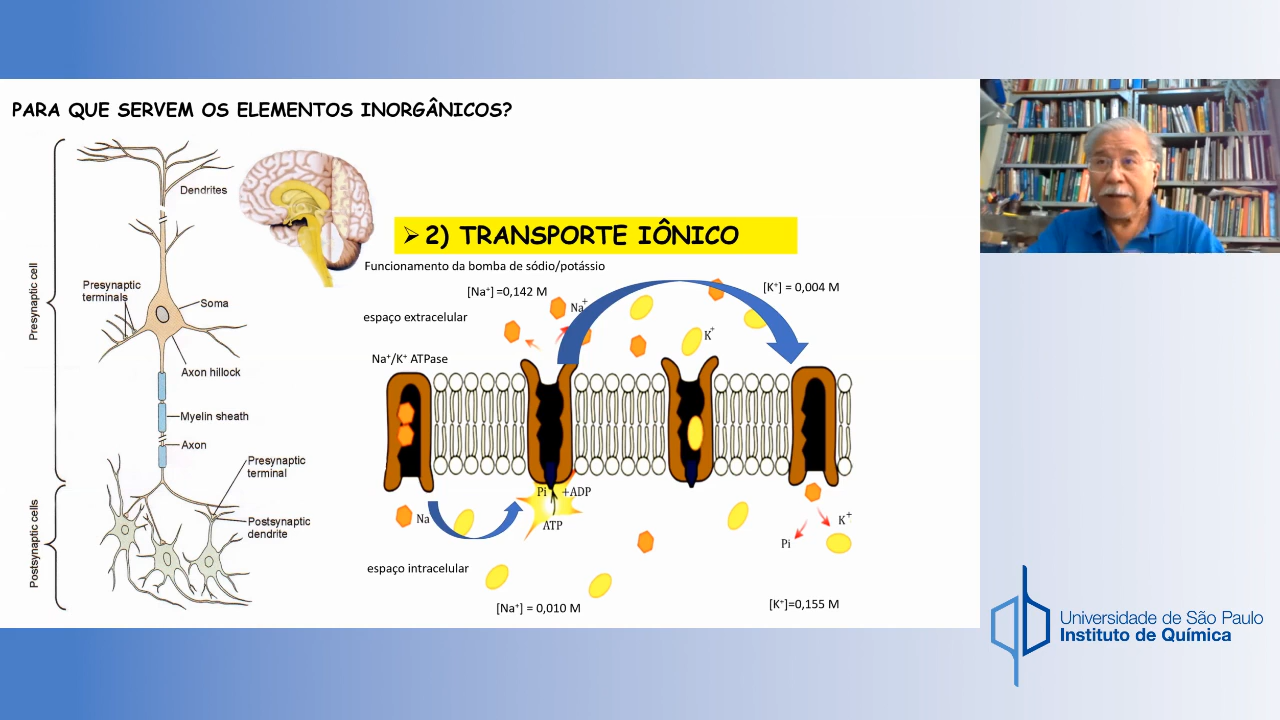 PARA QUE SERVEM OS ELEMENTOS INORGÂNICOS?
Presynaptic cell
Postsynaptic cells
Dendrites
Presynaptic
terminals
Soma
Axon hillock
Myelin sheath
Axon
Presynaptic
terminal
Postsynaptic
dendrite
➢ 2) TRANSPORTE IÔNICO
Funcionamento da bomba de sódio/potássio
[Na⁺] =0,142 M
[K⁺] = 0,004 M
espaço extracelular
Na⁺
K⁺
Na⁺/K⁺ ATPase
Pi +ADP
ATP
Na
K⁺
Pi
espaço intracelular
[Na⁺] = 0,010 M
[K⁺]=0,155 M
Universidade de São Paulo
Instituto de Química